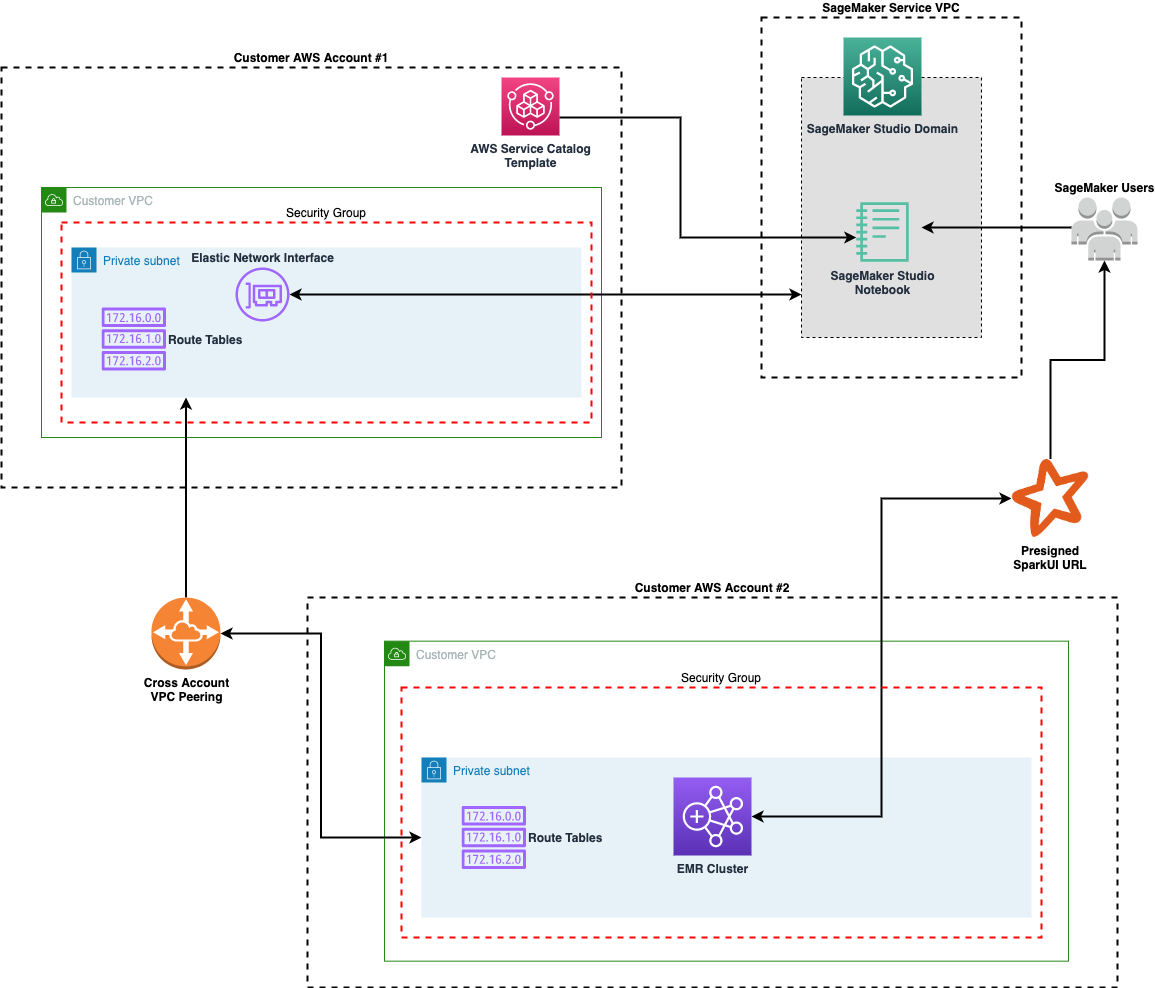 SageMaker Service VPC
Customer AWS Account #1
SageMaker Studio Domain
AWS Service Catalog
Template
SageMaker Users
Customer VPC
Security Group
Private subnet
Elastic Network Interface
SageMaker Studio
Notebook
172.16.0.0
172.16.1.0
172.16.2.0
Route Tables
Presigned
SparkUI URL
Customer AWS Account #2
Cross Account
VPC Peering
Customer VPC
Security Group
Private subnet
172.16.0.0
172.16.1.0
172.16.2.0
Route Tables
EMR Cluster